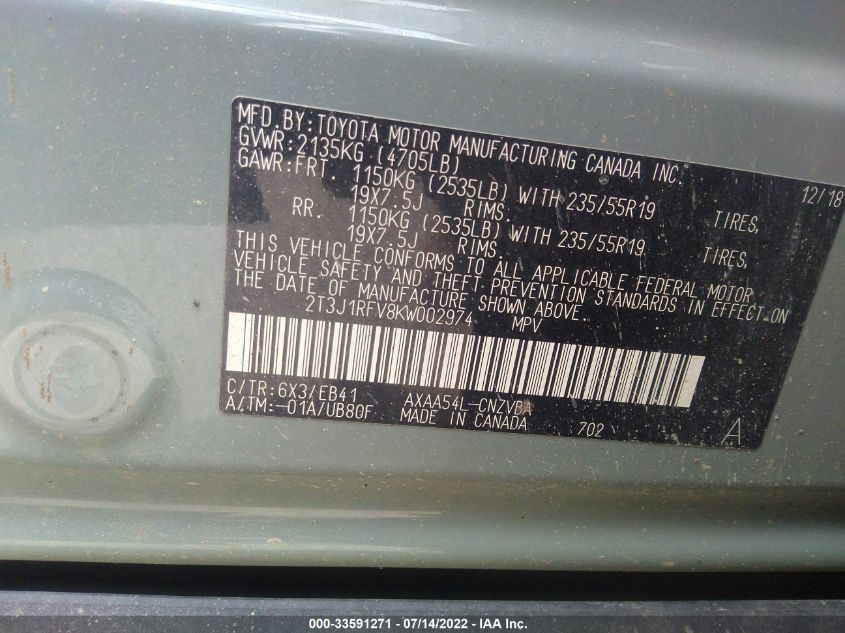 MFD.BY:TOYOTA MOTOR MANUFACTURING CANADA INC. 12/18
GVWR:2135KG (4705LB)
GAWR:FRT. 1150KG (2535LB) WITH 235/55R19 TIRES,
19X7.5J RIMS.
RR. 1150KG (2535LB) WITH 235/55R19 TIRES,
19X7.5J RIMS.
THIS VEHICLE CONFORMS TO ALL APPLICABLE FEDERAL MOTOR
VEHICLE SAFETY AND THEFT PREVENTION STANDARDS IN EFFECT ON
THE DATE OF MANUFACTURE SHOWN ABOVE.
2T3J1RFV8KW002974 MPV
C/TR:6X3/EB41 AXAA54L-CNZVBA
A/TM:-01A/UB80F MADE IN CANADA 702 A
000-33591271 - 07/14/2022 - IAA Inc.